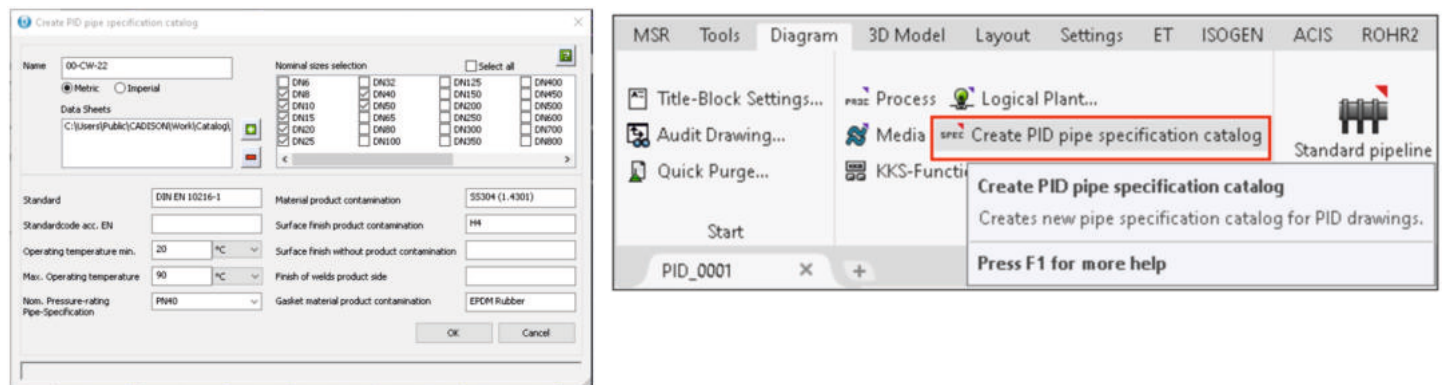 Create PID pipe specification catalog
Name
00-CW-22
Metric
Imperial
Data Sheets
C:\Users\Public\CADISON\Work\Catalog\
Nominal sizes selection
Select all
DN6 DN32 DN125 DN400
DN8 DN40 DN150 DN450
DN10 DN50 DN200 DN500
DN15 DN65 DN250 DN600
DN20 DN80 DN300 DN700
DN25 DN100 DN350 DN800
Standard
DIN EN 10216-1
Material product contamination
SS304 (1.4301)
Standardcode acc. EN
Surface finish product contamination
H4
Operating temperature min.
20
°C
Surface finish without product contamination
Max. Operating temperature
90
°C
Finish of welds product side
Nom. Pressure-rating
Pipe-Specification
PN40
Gasket material product contamination
EPDM Rubber
OK
Cancel
MSR Tools Diagram 3D Model Layout Settings ET ISOGEN ACIS ROHR2
Title-Block Settings...
PROC Process
Logical Plant...
Audit Drawing...
Media
SPEC Create PID pipe specification catalog
Standard pipeline
Quick Purge...
KKS-Functi
Create PID pipe specification catalog
Creates new pipe specification catalog for PID drawings.
Start
PID_0001
Press F1 for more help